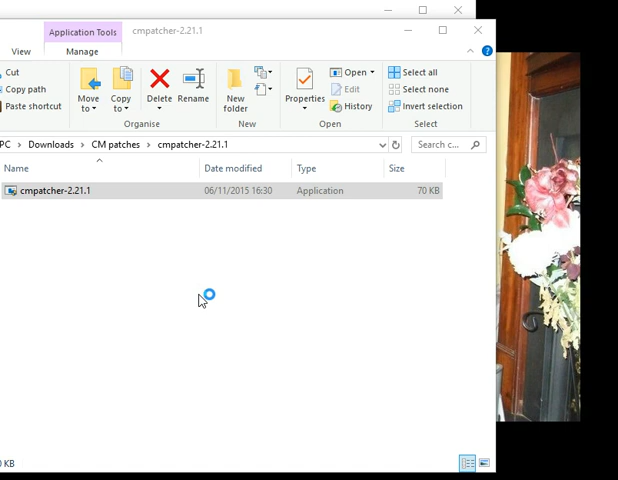 Application Tools
cmpatcher-2.21.1
View
Manage
Cut
Copy path
Paste shortcut
Move to
Copy to
Delete
Rename
New folder
Properties
Open
Edit
History
Select all
Select none
Invert selection
Organise
New
Open
Select
PC > Downloads > CM patches > cmpatcher-2.21.1
Search c...
Name
Date modified
Type
Size
cmpatcher-2.21.1
06/11/2015 16:30
Application
70 KB
0 KB